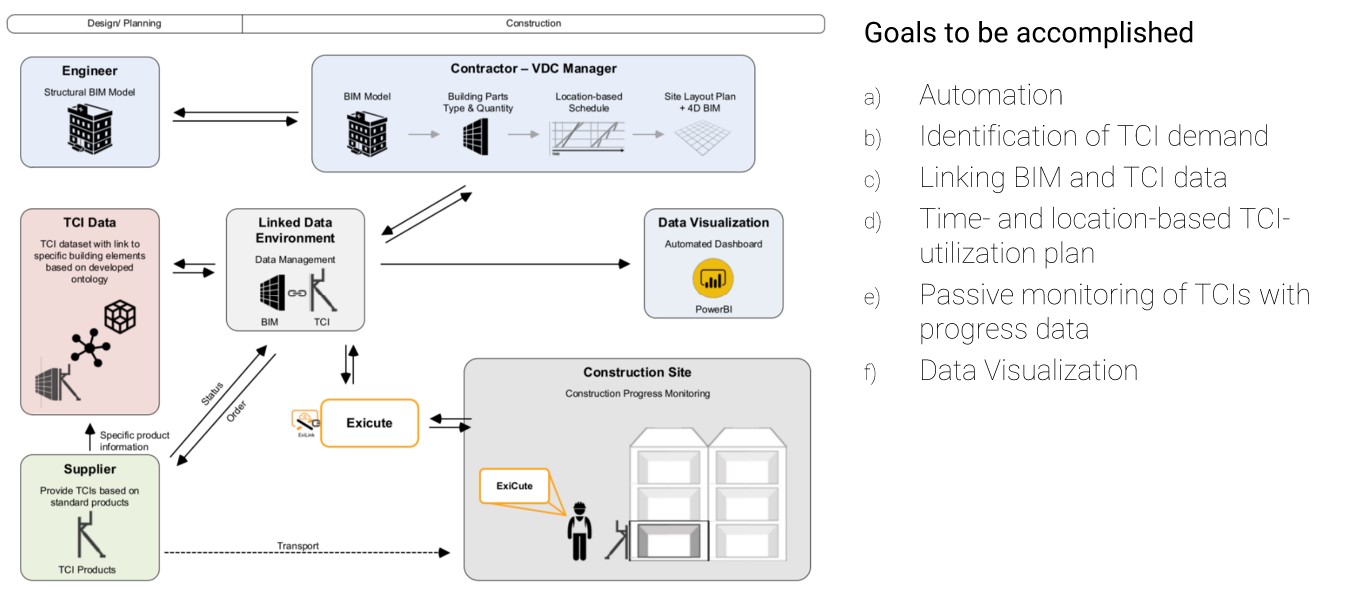 Design/ Planning
Construction
Engineer
Structural BIM Model
Contractor – VDC Manager
BIM Model
Building Parts
Type & Quantity
Location-based
Schedule
Site Layout Plan
+ 4D BIM
TCI Data
TCI dataset with link to
specific building elements
based on developed
ontology
Linked Data
Environment
Data Management
BIM
TCI
Data Visualization
Automated Dashboard
PowerBI
Status
Order
Specific product
information
ExiLink
Exicute
Supplier
Provide TCIs based on
standard products
TCI Products
Transport
Construction Site
Construction Progress Monitoring
ExiCute
Goals to be accomplished
a) Automation
b) Identification of TCI demand
c) Linking BIM and TCI data
d) Time- and location-based TCI-
utilization plan
e) Passive monitoring of TCIs with
progress data
f) Data Visualization